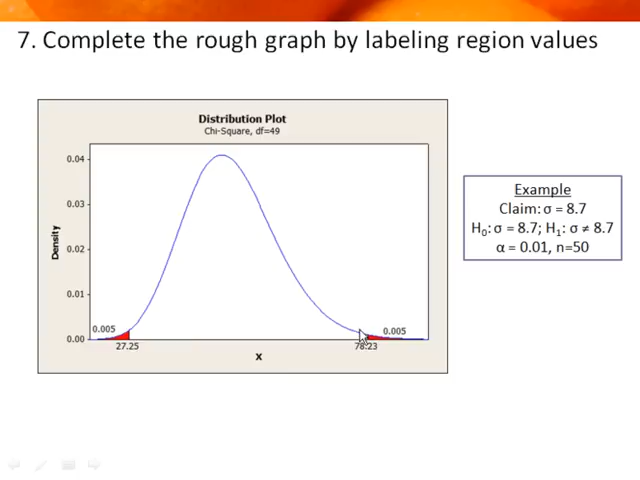 7. Complete the rough graph by labeling region values
Distribution Plot
Chi-Square, df=49
0.04
0.03
0.02
0.01
0.00
Density
0.005
0.005
27.25
78.23
X
Example
Claim: σ = 8.7
H₀: σ = 8.7; H₁: σ ≠ 8.7
α = 0.01, n=50